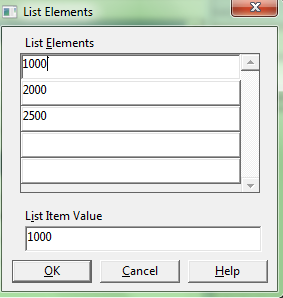 List Elements
List Elements
1000
2000
2500
List Item Value
1000
OK
Cancel
Help